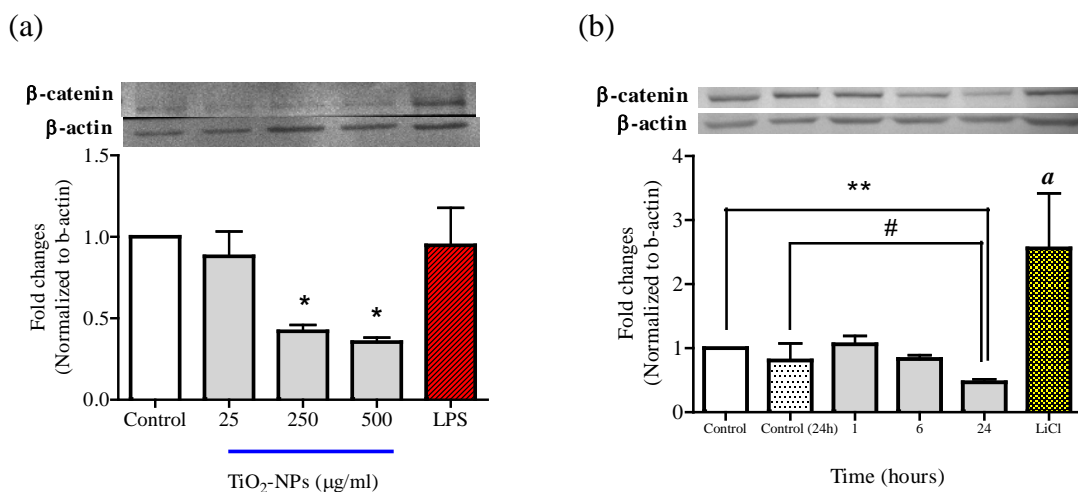 (a)
β-catenin
β-actin
Fold changes
(Normalized to b-actin)
1.5
1.0
0.5
0.0
*
*
Control 25 250 500 LPS
TiO₂-NPs (μg/ml)
(b)
β-catenin
β-actin
Fold changes
(Normalized to b-actin)
4
3
2
1
0
**
#
a
Control Control (24h) 1 6 24 LiCl
Time (hours)